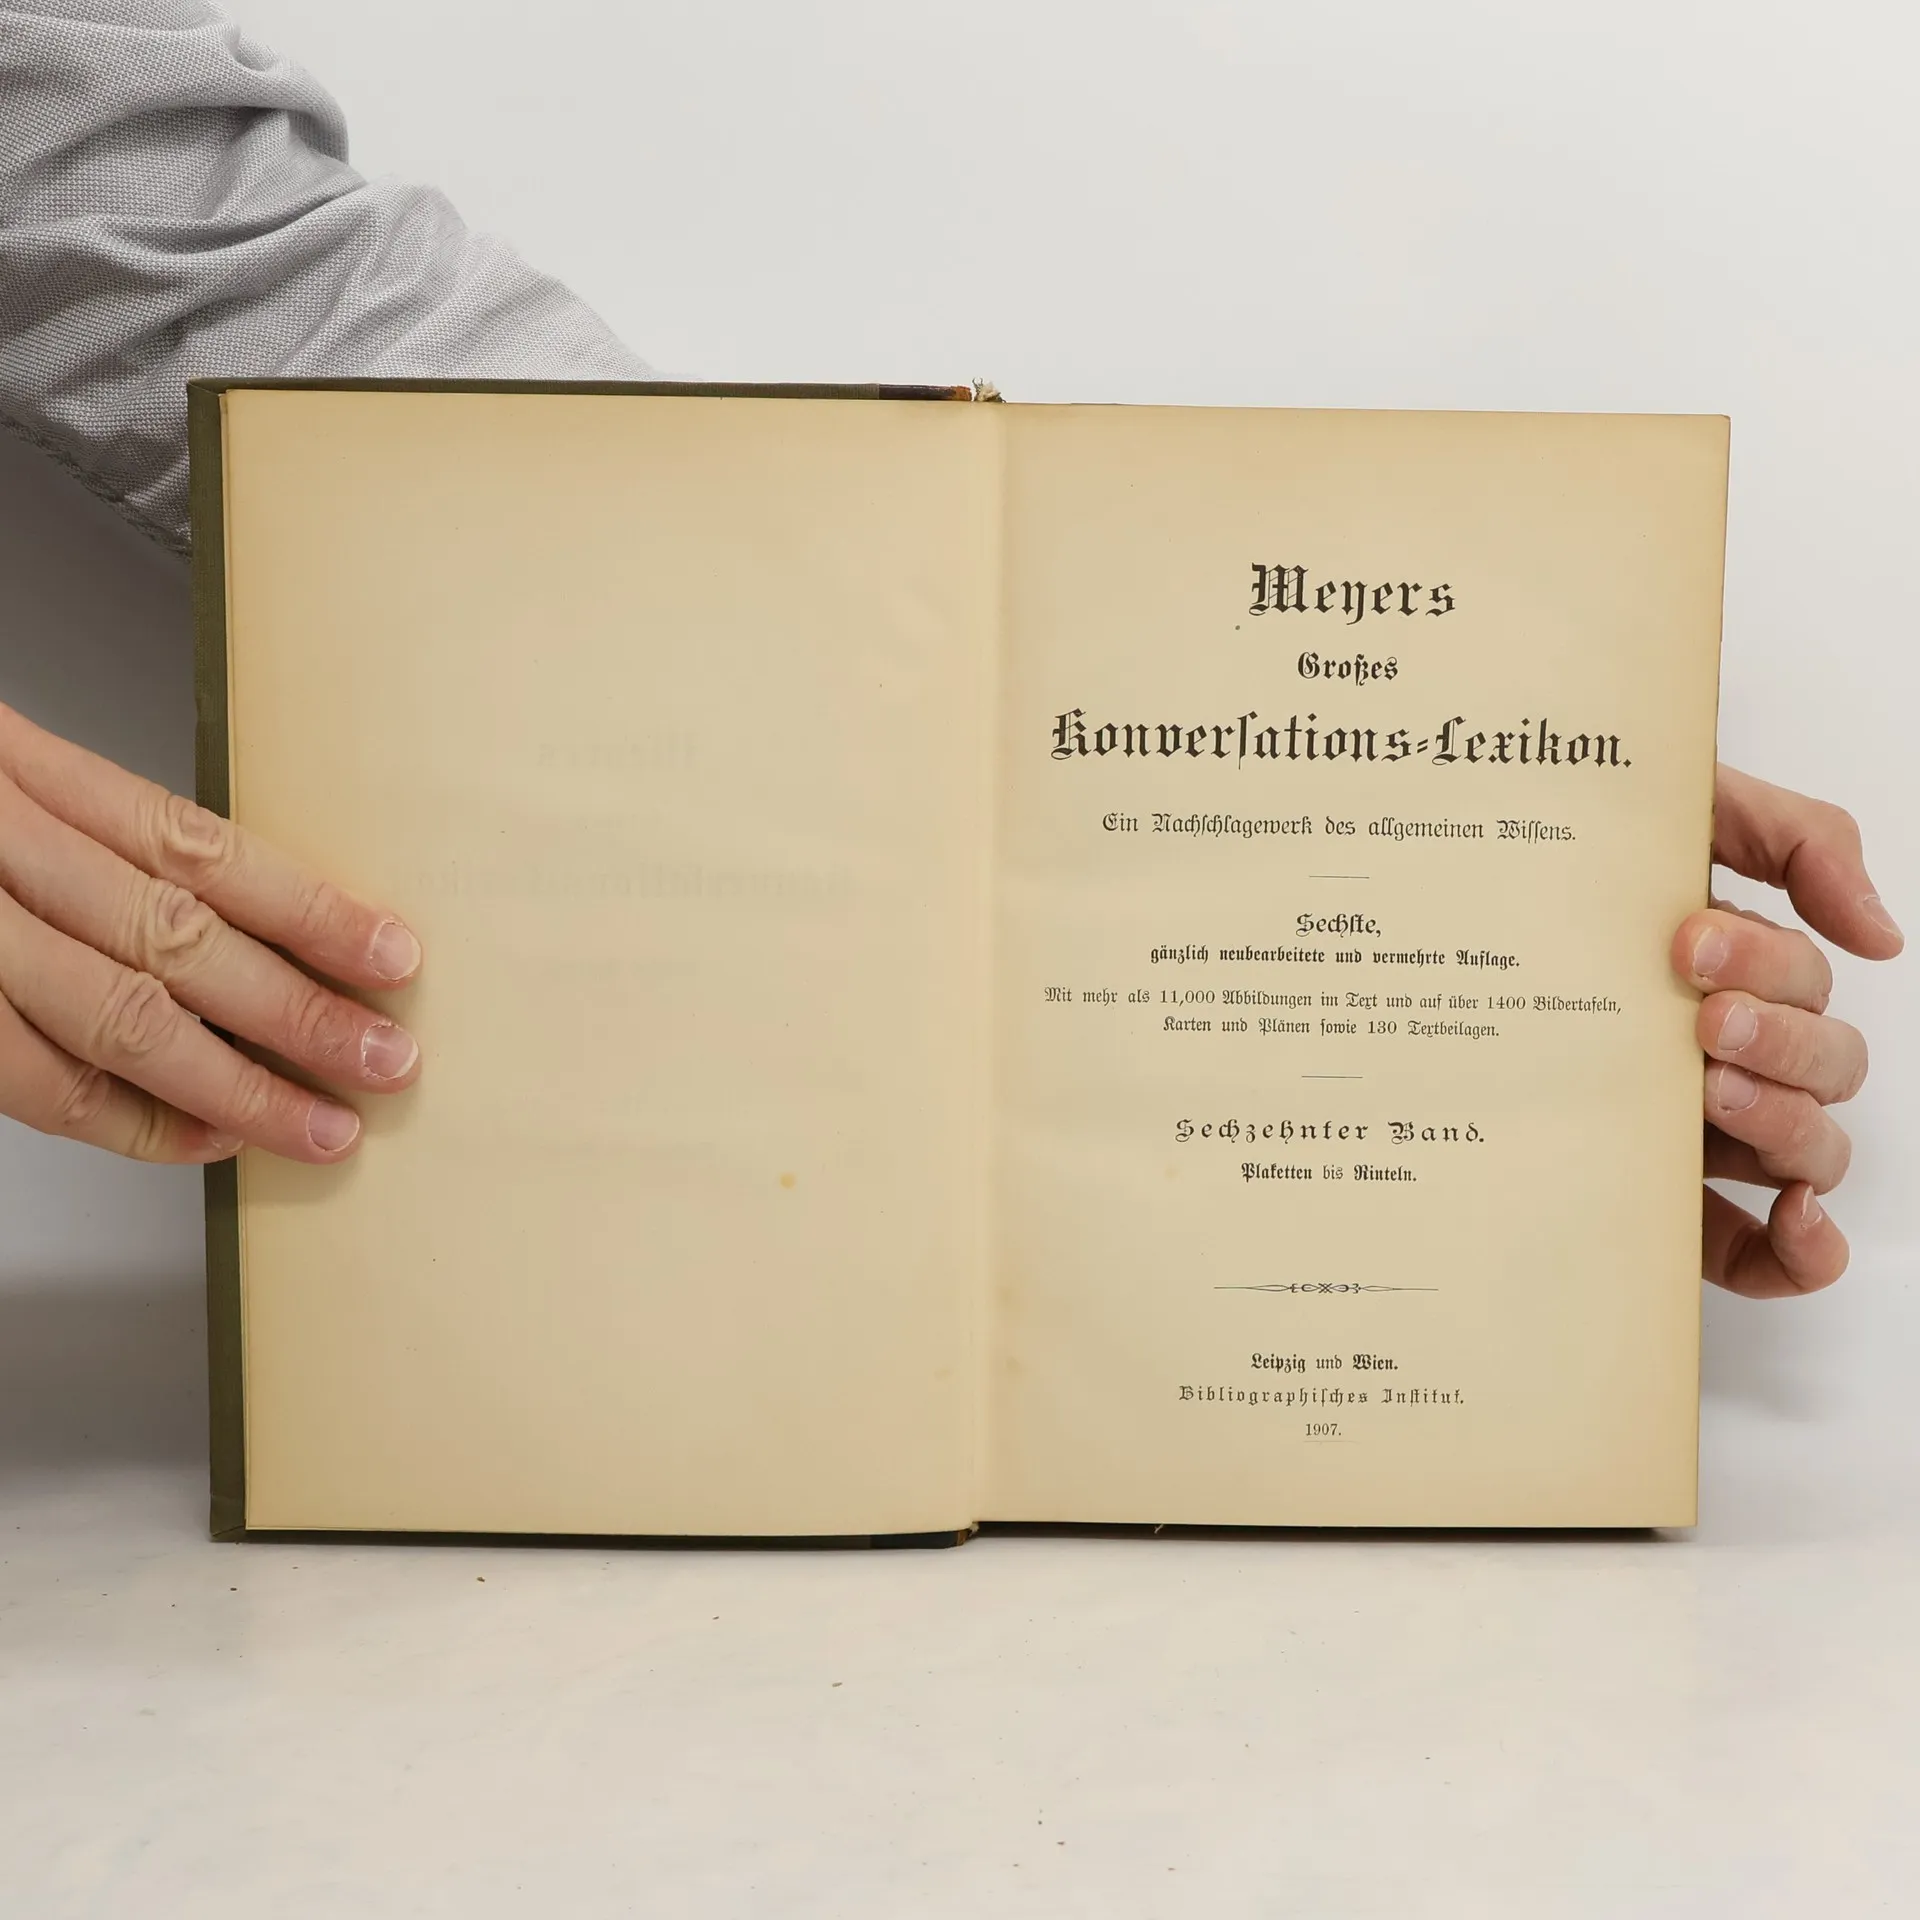 Meyers
Großes
Konverſations-Lexikon.
Ein Nachſchlagewerk des allgemeinen Wiſſens.
Sechſte,
gänzlich neubearbeitete und vermehrte Auflage.
Mit mehr als 11,000 Abbildungen im Text und auf über 1400 Bildertafeln,
Karten und Plänen ſowie 130 Textbeilagen.
Sechzehnter Band.
Plaketten bis Rinteln.
Leipzig und Wien.
Bibliographiſches Inſtitut.
1907.